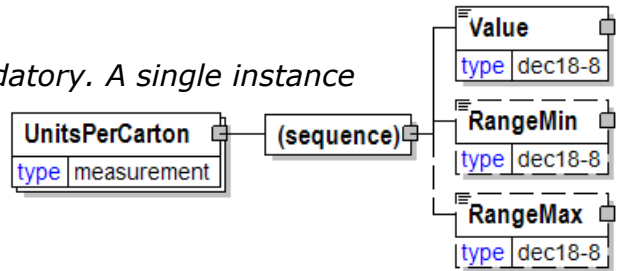 Value
type dec18-8
datory. A single instance
UnitsPerCarton
type measurement
(sequence)
RangeMin
type dec18-8
RangeMax
type dec18-8